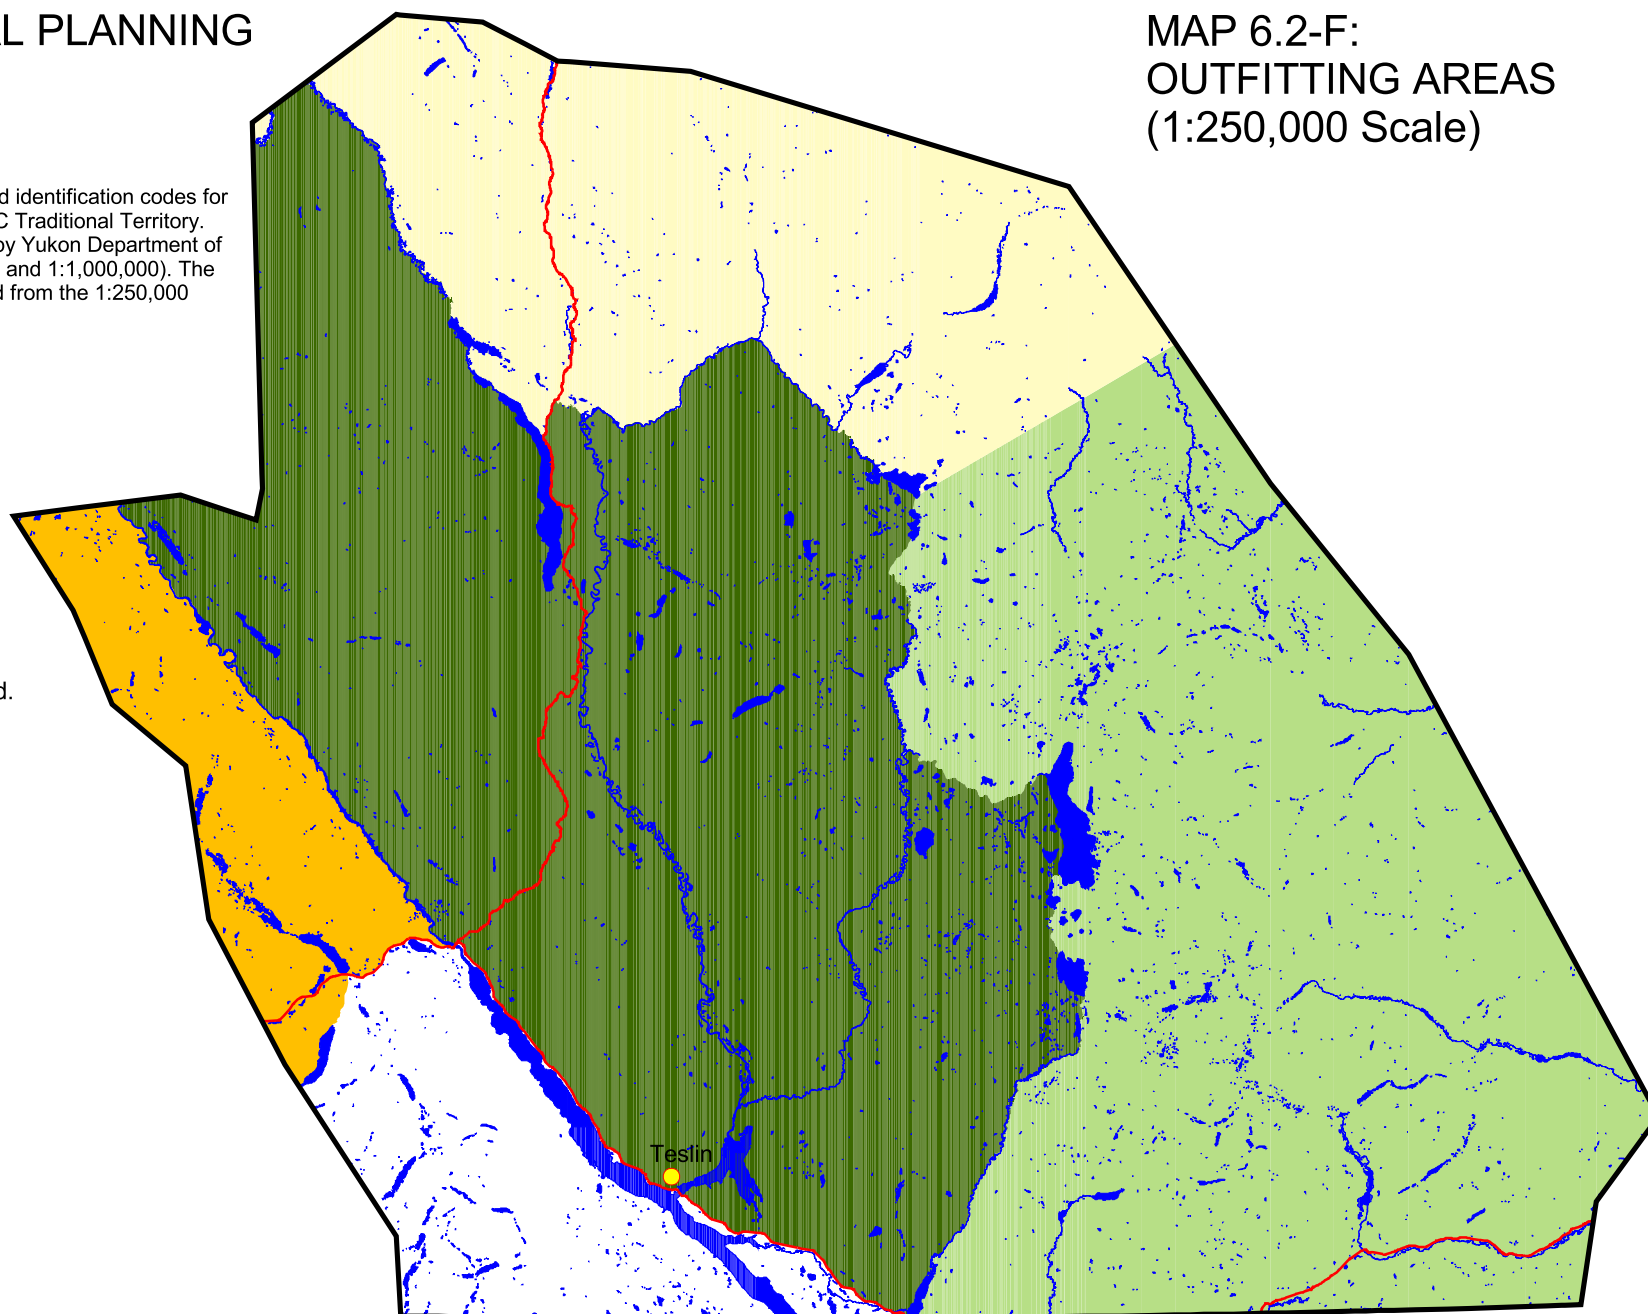 L PLANNING
MAP 6.2-F:
OUTFITTING AREAS
(1:250,000 Scale)
d identification codes for
C Traditional Territory.
by Yukon Department of
and 1:1,000,000). The
d from the 1:250,000
d.
Teslin